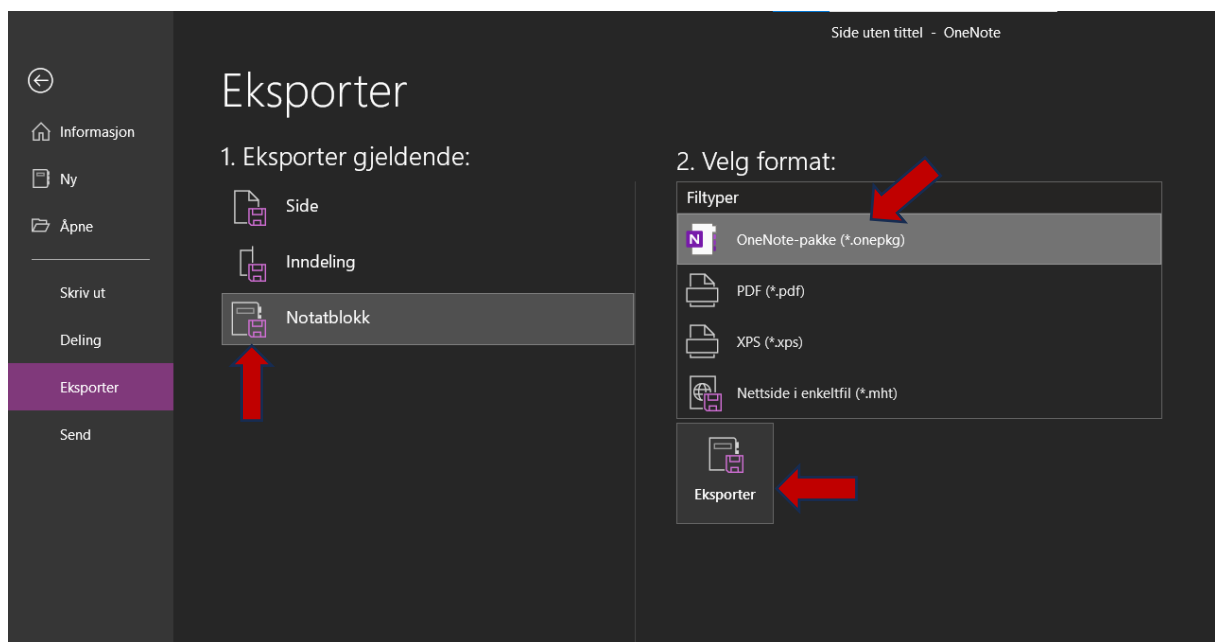 Side uten tittel - OneNote
Informasjon
Ny
Åpne
Skriv ut
Deling
Eksporter
Send
Eksporter
1. Eksporter gjeldende:
Side
Inndeling
Notatblokk
2. Velg format:
Filtyper
N
OneNote-pakke (*.onepkg)
PDF (*.pdf)
XPS (*.xps)
Nettside i enkeltfil (*.mht)
Eksporter